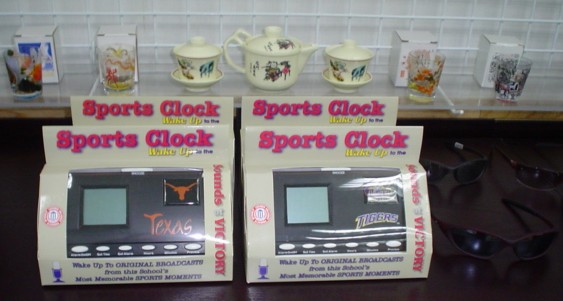 Sports Clock
Wake Up to the
Sports Clock
Wake Up to the
Sports Clock
Wake Up to the
Sounds of VICTORY
Texas
Wake Up To ORIGINAL BROADCASTS
from this School's
Most Memorable SPORTS MOMENTS
Sports Clock
Wake Up to the
Sounds of VICTORY
TIGERS
Wake Up To ORIGINAL BROADCASTS
from this School's
Most Memorable SPORTS MOMENTS